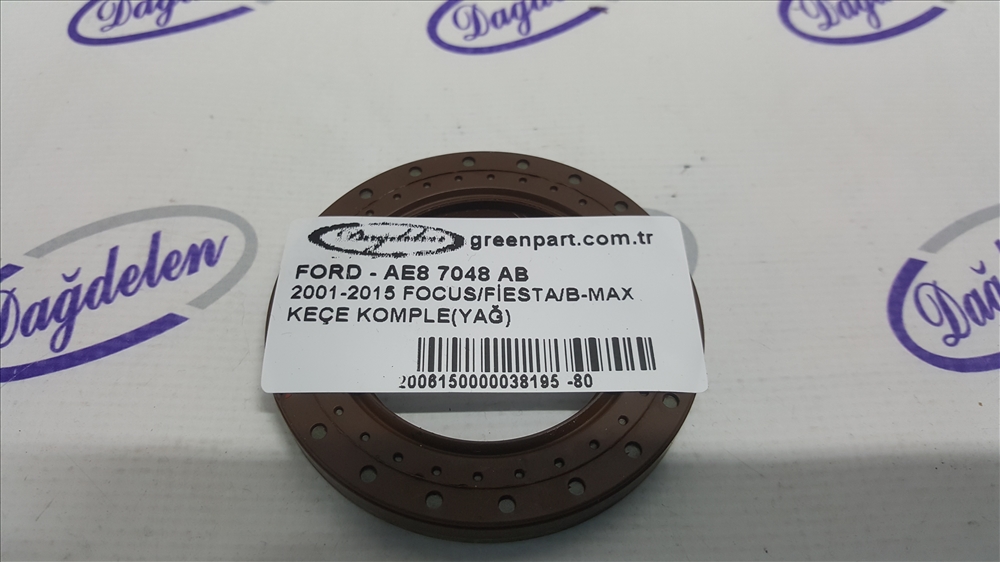 Dağdelen
Dağdelen
Dağdelen
Dağdelen
Dağdelen greenpart.com.tr
FORD - AE8 7048 AB
2001-2015 FOCUS/FİESTA/B-MAX
KEÇE KOMPLE(YAĞ)
2006150000038195 -80